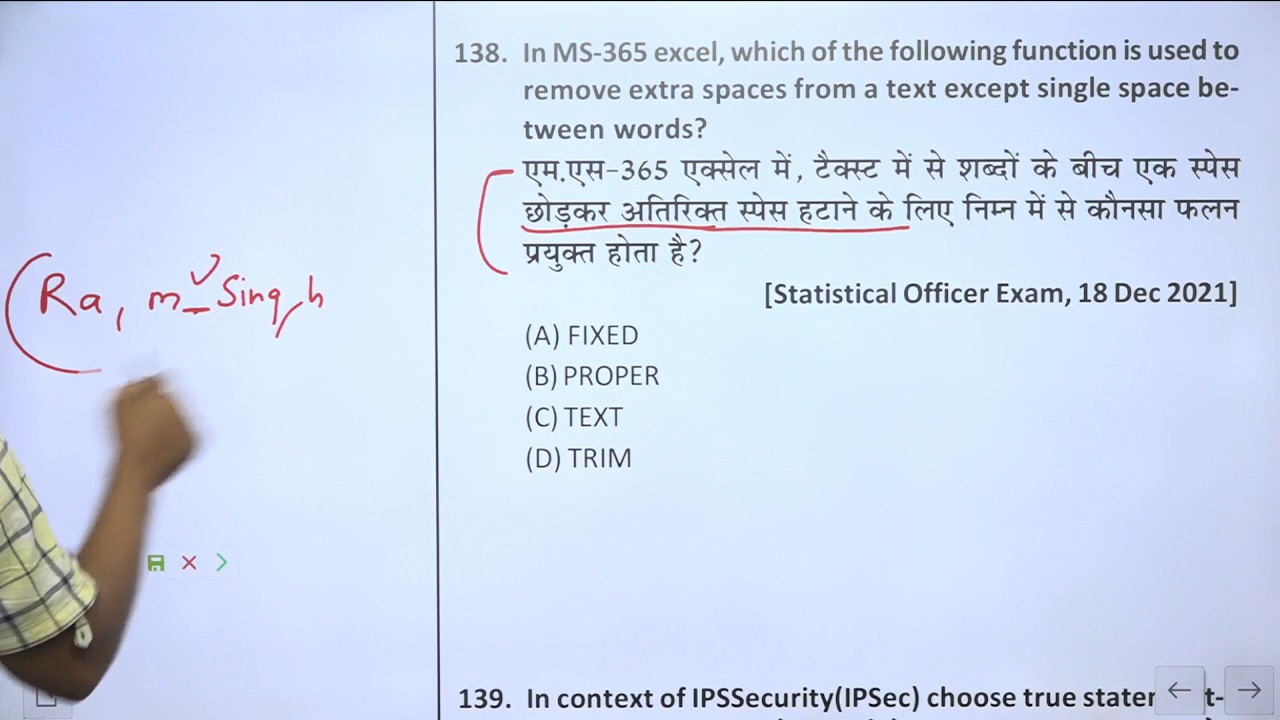 138. In MS-365 excel, which of the following function is used to
remove extra spaces from a text except single space be-
tween words?
एम.एस-365 एक्सेल में, टैक्स्ट में से शब्दों के बीच एक स्पेस
छोड़कर अतिरिक्त स्पेस हटाने के लिए निम्न में से कौनसा फलन
प्रयुक्त होता है?
[Statistical Officer Exam, 18 Dec 2021]
(A) FIXED
(B) PROPER
(C) TEXT
(D) TRIM
Ra, m_Singh
139. In context of IPSSecurity(IPSec) choose true